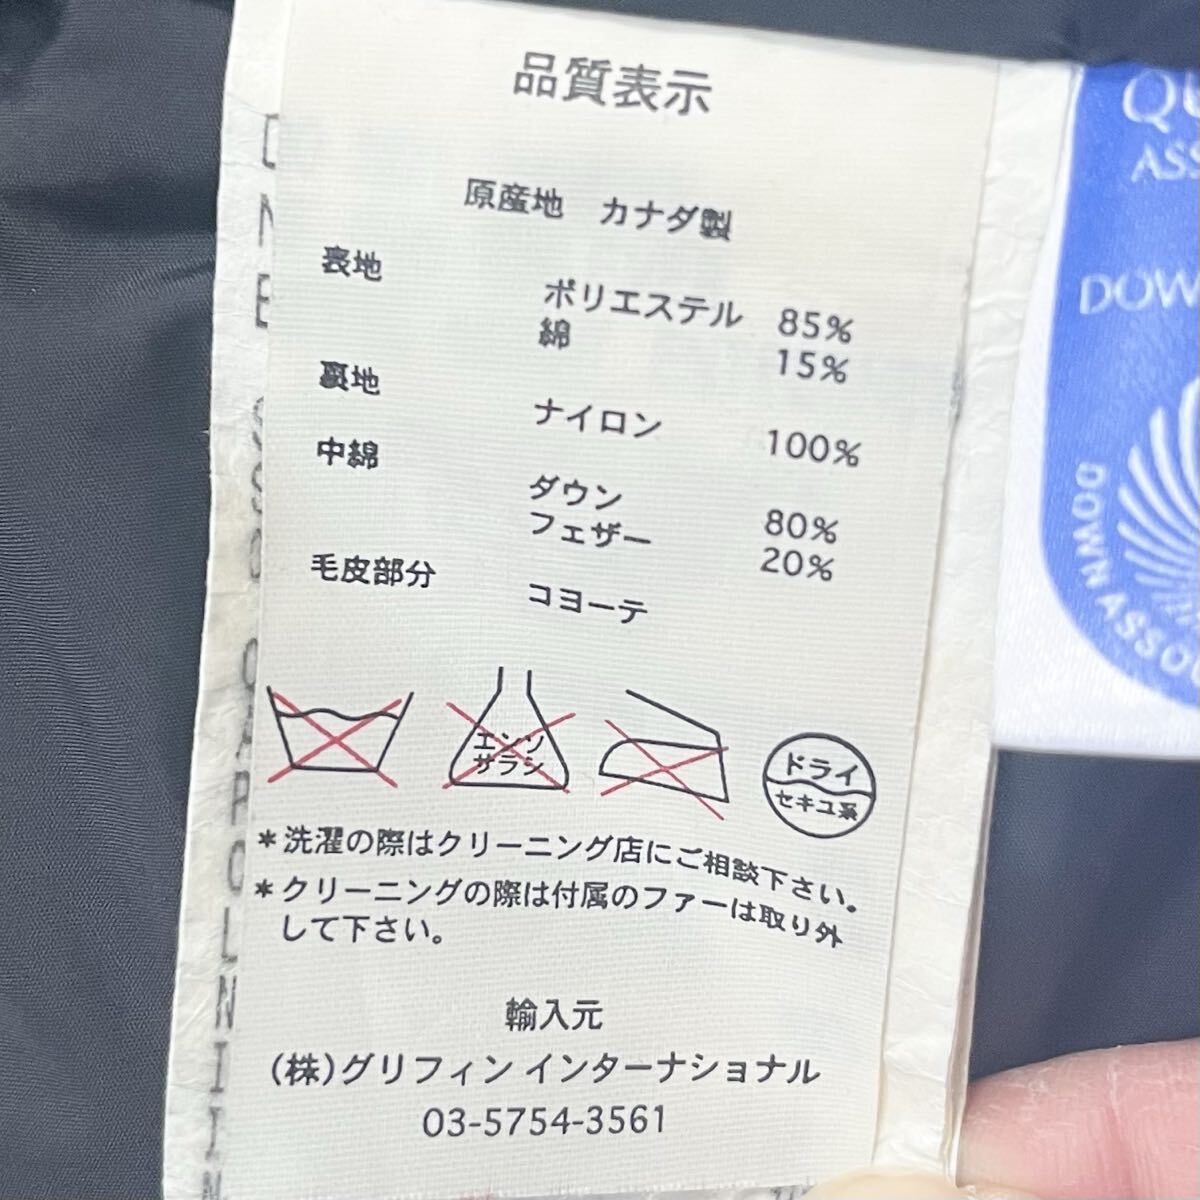 品質表示
原産地 カナダ製
表地
ポリエステル 85%
綿 15%
裏地
ナイロン 100%
中綿
ダウン 80%
フェザー 20%
毛皮部分
コヨーテ
エンソ
サラシ
ドライ
セキユ系
*洗濯の際はクリーニング店にご相談下さい。
*クリーニングの際は付属のファーは取り外
して下さい。
輸入元
(株)グリフィン インターナショナル
03-5754-3561
DOWN ASSO